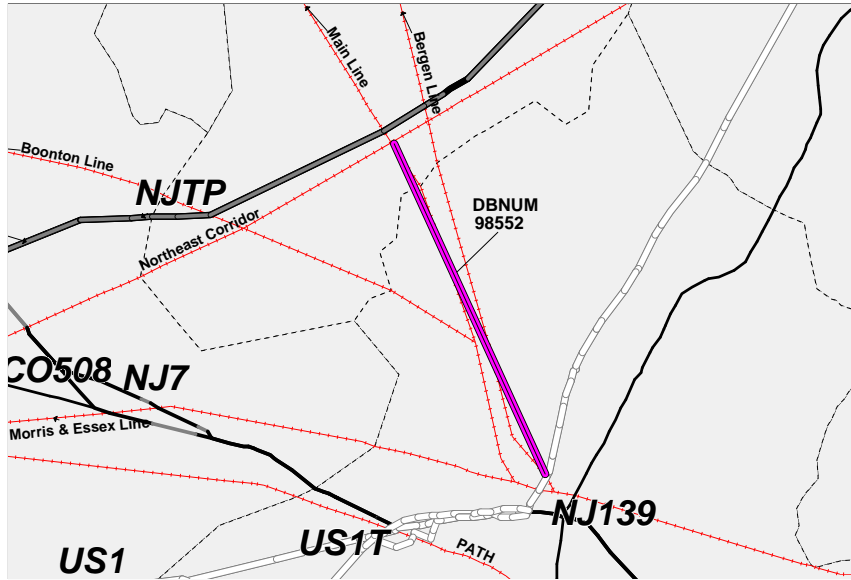 Main Line
Bergen Line
Boonton Line
NJTP
DBNUM
98552
Northeast Corridor
CO508
NJ7
Morris & Essex Line
NJ139
US1T
PATH
US1